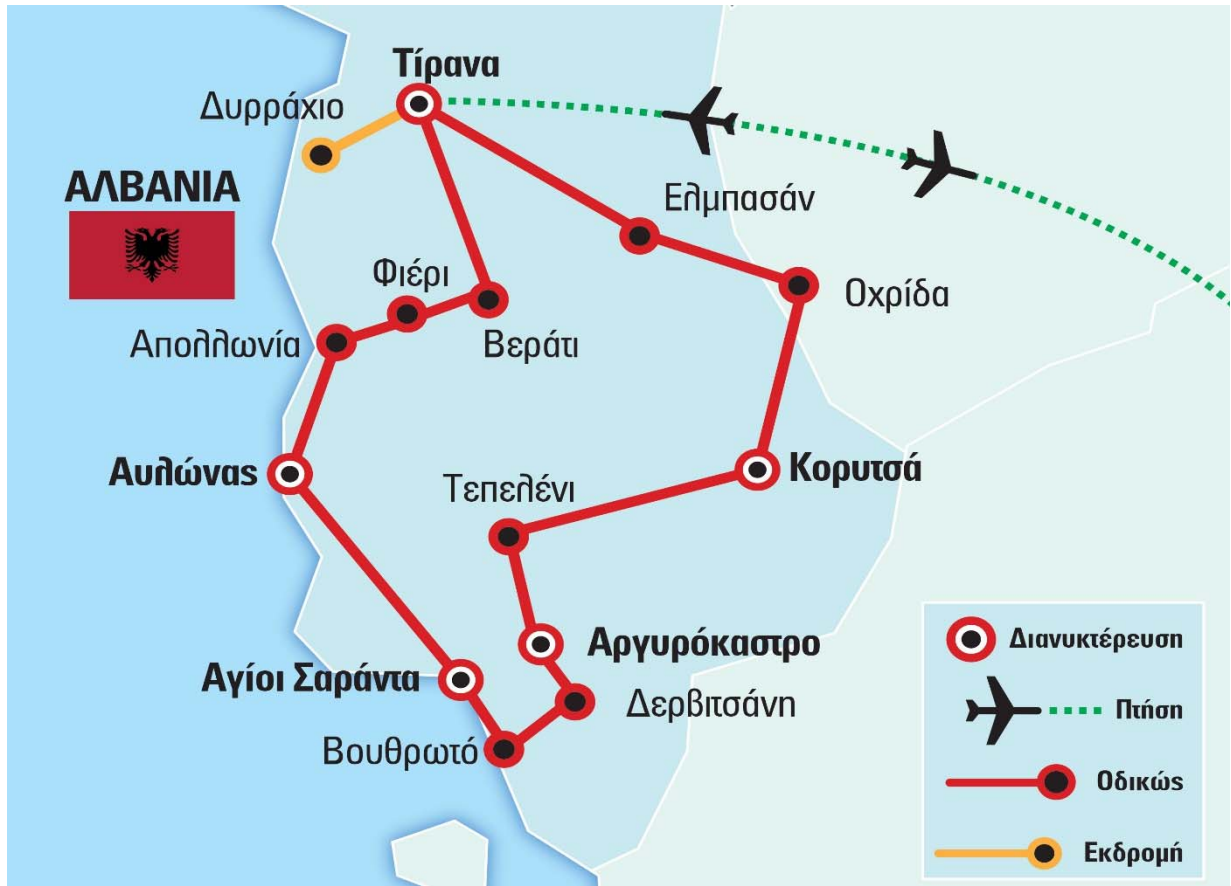 Τίρανα
Δυρράχιο
ΑΛΒΑΝΙΑ
Ελμπασάν
Φιέρι
Οχρίδα
Απολλωνία
Βεράτι
Αυλώνας
Κορυτσά
Τεπελένι
Αργυρόκαστρο
Αγίοι Σαράντα
Δερβιτσάνη
Βουθρωτό
Διανυκτέρευση
Πτήση
Οδικώς
Εκδρομή